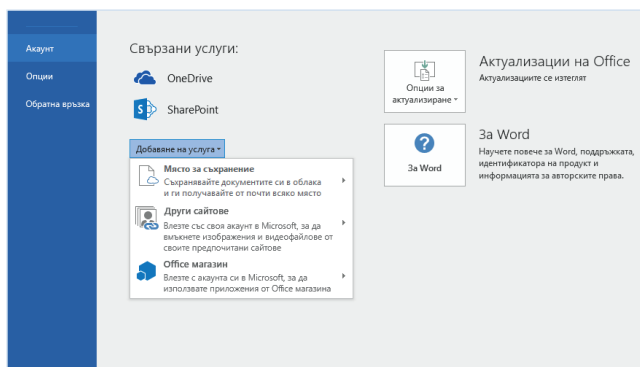 Акаунт
Опции
Обратна връзка
Свързани услуги:
OneDrive
SharePoint
Добавяне на услуга
Място за съхранение
Съхранявайте документите си в облака
и ги получавайте от почти всяко място
Други сайтове
Влезте със своя акаунт в Microsoft, за да
вмъкнете изображения и видеофайлове от
своите предпочитани сайтове
Office магазин
Влезте с акаунта си в Microsoft, за да
използвате приложения от Office магазина
Опции за
актуализиране
Актуализации на Office
Актуализациите се изтеглят
За Word
За Word
Научете повече за Word, поддръжката,
идентификатора на продукт и
информацията за авторските права.